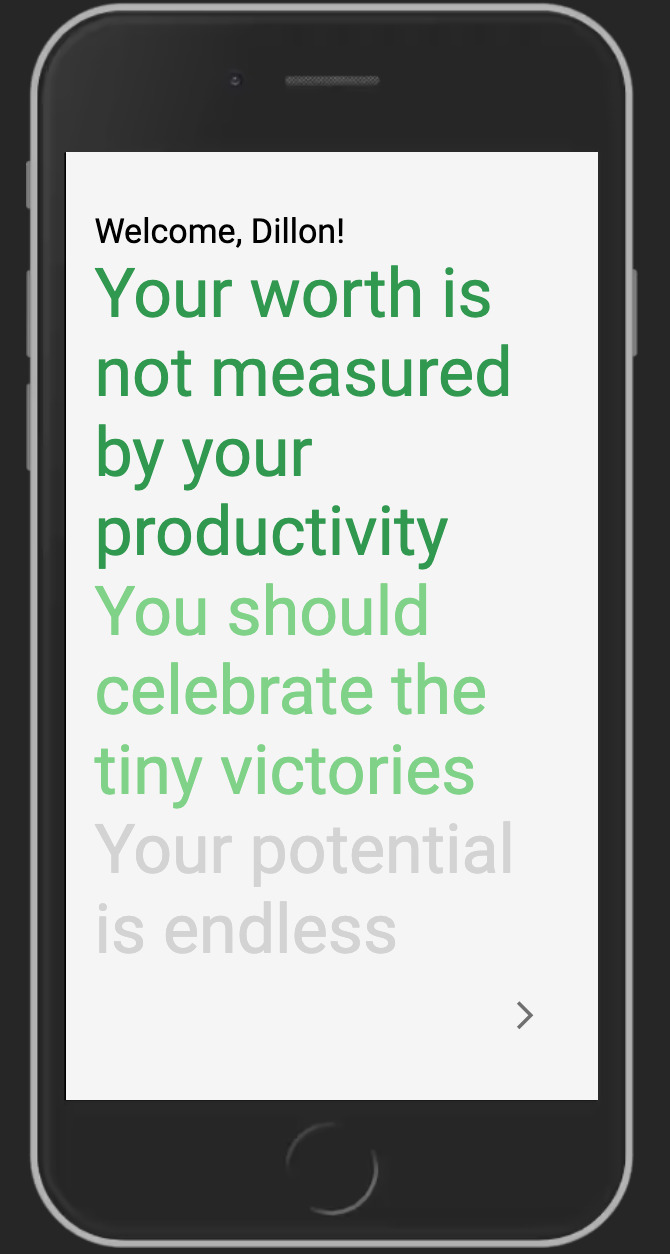 Welcome, Dillon!
Your worth is
not measured
by your
productivity
You should
celebrate the
tiny victories
Your potential
is endless